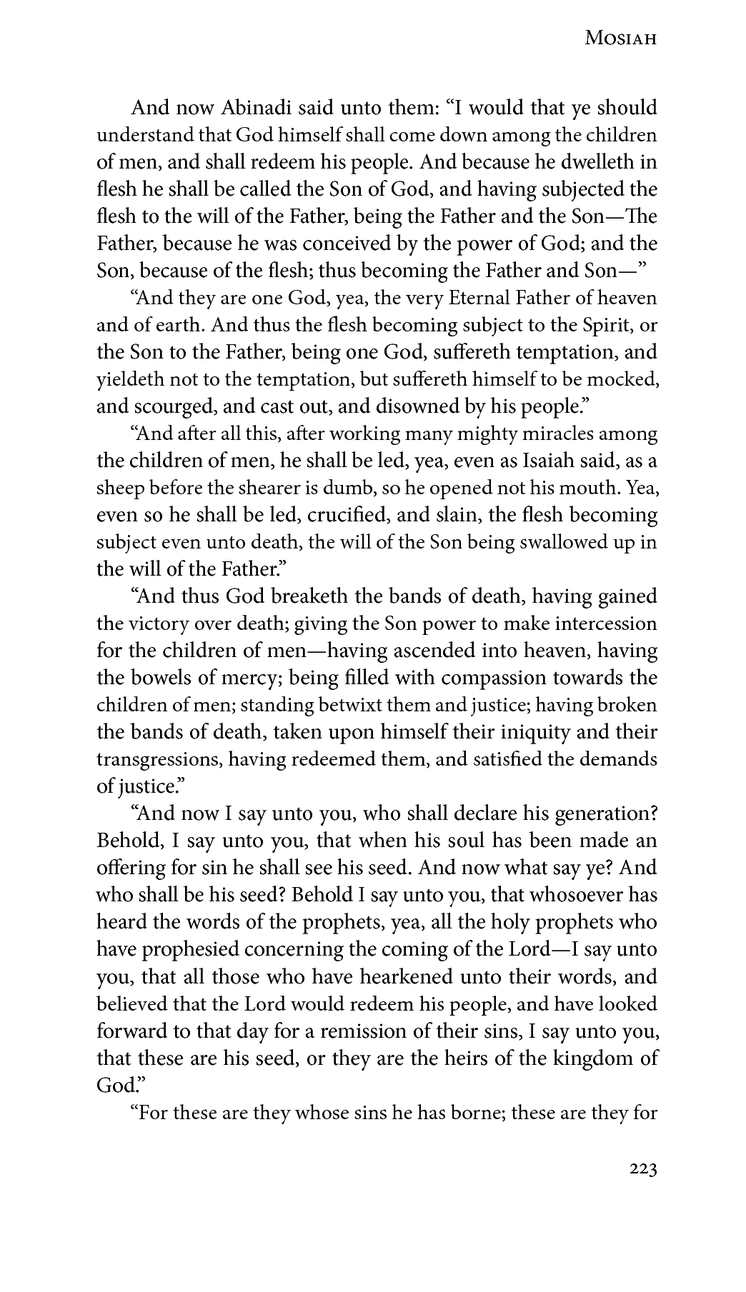 Mosiah
And now Abinadi said unto them: “I would that ye should
understand that God himself shall come down among the children
of men, and shall redeem his people. And because he dwelleth in
flesh he shall be called the Son of God, and having subjected the
flesh to the will of the Father, being the Father and the Son—The
Father, because he was conceived by the power of God; and the
Son, because of the flesh; thus becoming the Father and Son—”
“And they are one God, yea, the very Eternal Father of heaven
and of earth. And thus the flesh becoming subject to the Spirit, or
the Son to the Father, being one God, suffereth temptation, and
yieldeth not to the temptation, but suffereth himself to be mocked,
and scourged, and cast out, and disowned by his people.”
“And after all this, after working many mighty miracles among
the children of men, he shall be led, yea, even as Isaiah said, as a
sheep before the shearer is dumb, so he opened not his mouth. Yea,
even so he shall be led, crucified, and slain, the flesh becoming
subject even unto death, the will of the Son being swallowed up in
the will of the Father.”
“And thus God breaketh the bands of death, having gained
the victory over death; giving the Son power to make intercession
for the children of men—having ascended into heaven, having
the bowels of mercy; being filled with compassion towards the
children of men; standing betwixt them and justice; having broken
the bands of death, taken upon himself their iniquity and their
transgressions, having redeemed them, and satisfied the demands
of justice.”
“And now I say unto you, who shall declare his generation?
Behold, I say unto you, that when his soul has been made an
offering for sin he shall see his seed. And now what say ye? And
who shall be his seed? Behold I say unto you, that whosoever has
heard the words of the prophets, yea, all the holy prophets who
have prophesied concerning the coming of the Lord—I say unto
you, that all those who have hearkened unto their words, and
believed that the Lord would redeem his people, and have looked
forward to that day for a remission of their sins, I say unto you,
that these are his seed, or they are the heirs of the kingdom of
God.”
“For these are they whose sins he has borne; these are they for
223